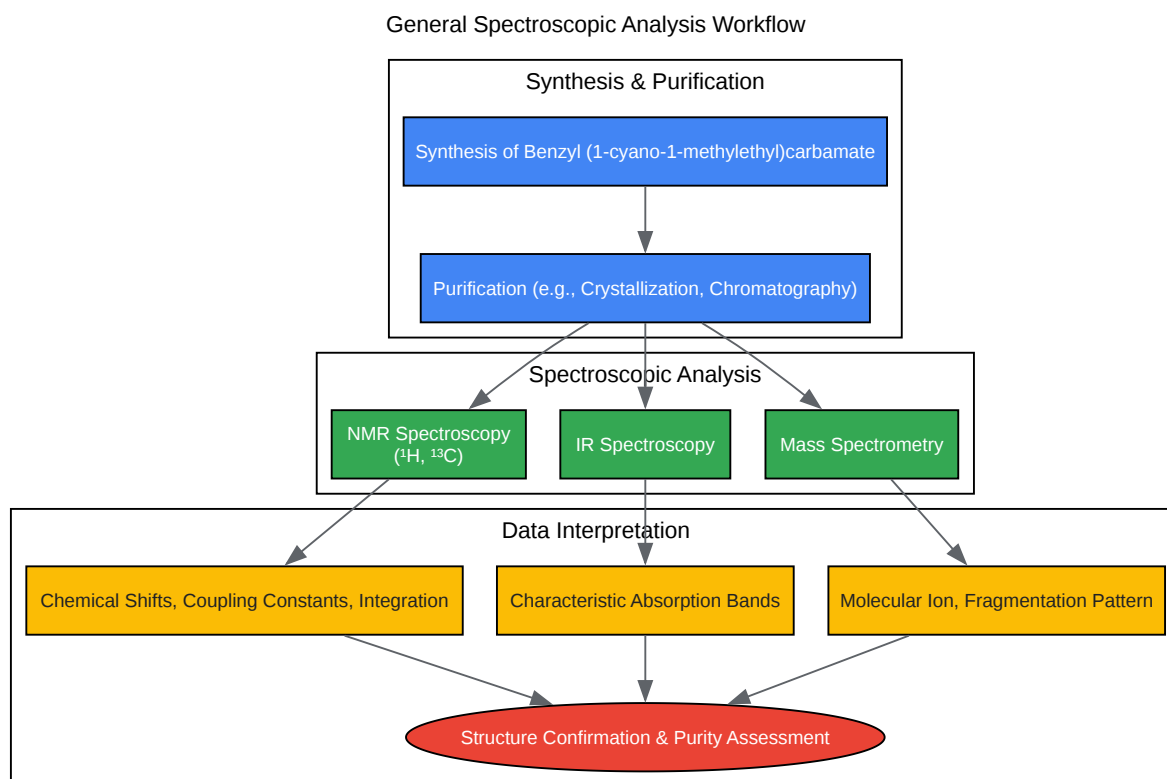 General Spectroscopic Analysis Workflow
Synthesis & Purification
Synthesis of Benzyl (1-cyano-1-methylethyl)carbamate
Purification (e.g., Crystallization, Chromatography)
Spectroscopic Analysis
NMR Spectroscopy
(¹H, ¹³C)
IR Spectroscopy
Mass Spectrometry
Data Interpretation
Chemical Shifts, Coupling Constants, Integration
Characteristic Absorption Bands
Molecular Ion, Fragmentation Pattern
Structure Confirmation & Purity Assessment